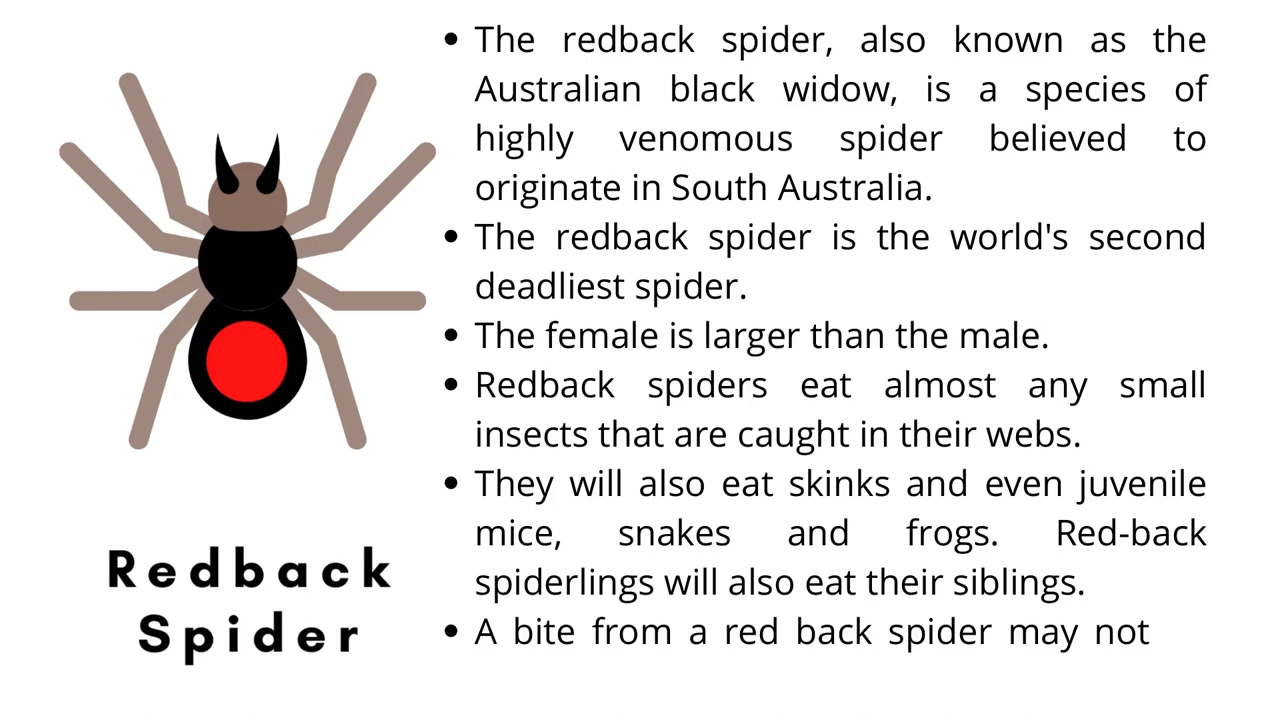 The redback spider, also known as the
Australian black widow, is a species of
highly venomous spider believed to
originate in South Australia.
The redback spider is the world's second
deadliest spider.
The female is larger than the male.
Redback spiders eat almost any small
insects that are caught in their webs.
They will also eat skinks and even juvenile
mice, snakes and frogs. Red-back
spiderlings will also eat their siblings.
A bite from a red back spider may not
Redback
Spider